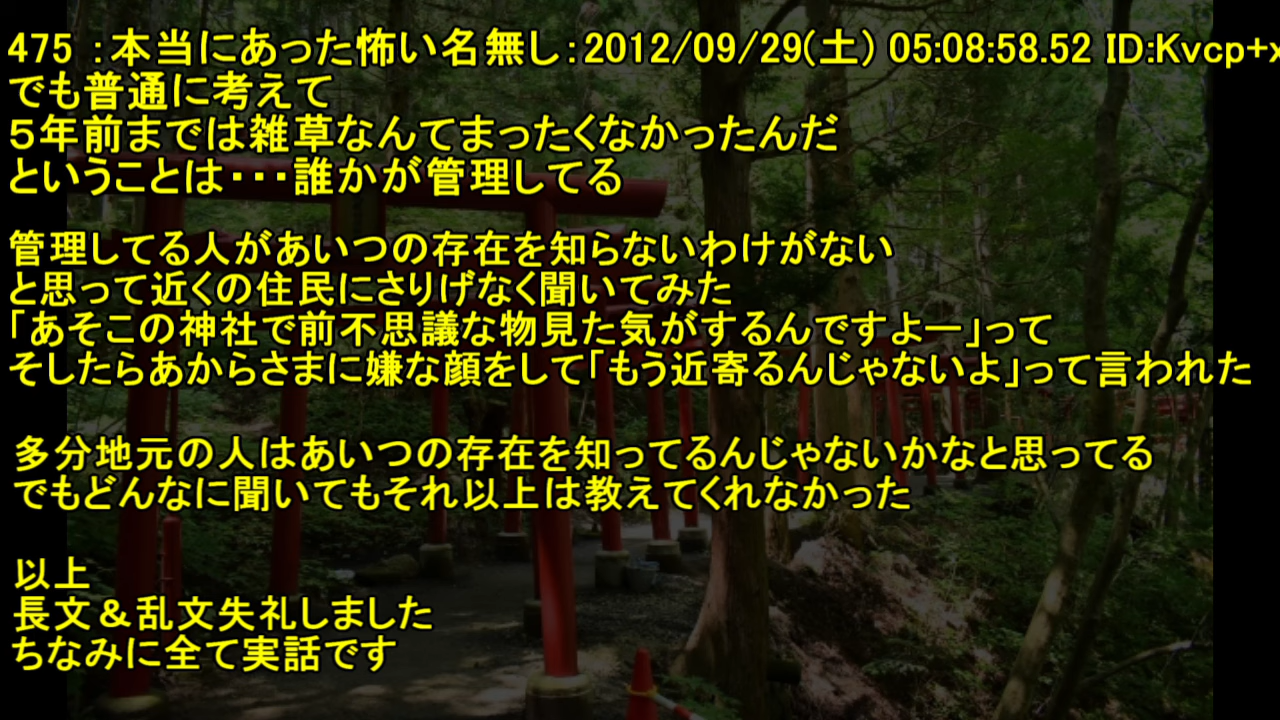 475 :本当にあった怖い名無し:2012/09/29(土) 05:08:58.52 ID:Kvcp+x
でも普通に考えて
５年前までは雑草なんてまったくなかったんだ
ということは・・・誰かが管理してる
管理してる人があいつの存在を知らないわけがない
と思って近くの住民にさりげなく聞いてみた
「あそこの神社で前不思議な物見た気がするんですよー」って
そしたらあからさまに嫌な顔をして「もう近寄るんじゃないよ」って言われた
多分地元の人はあいつの存在を知ってるんじゃないかなと思ってる
でもどんなに聞いてもそれ以上は教えてくれなかった
以上
長文＆乱文失礼しました
ちなみに全て実話です